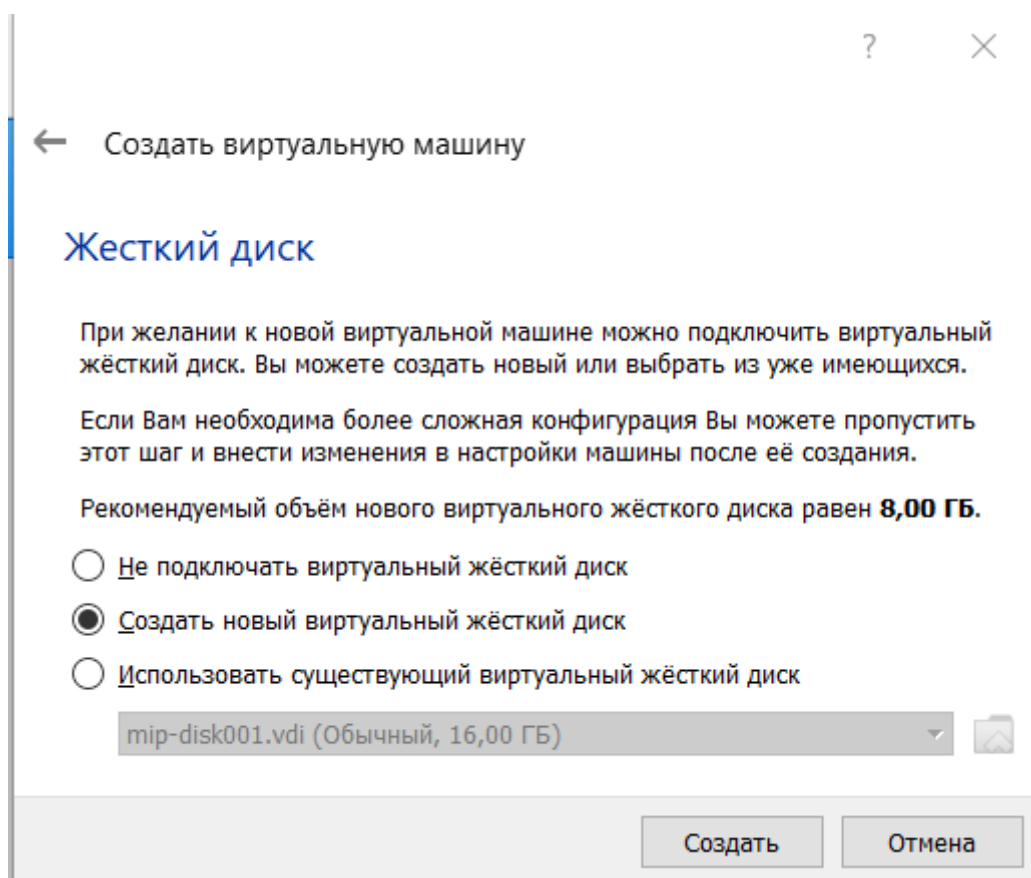 ?
Создать виртуальную машину
Жесткий диск
При желании к новой виртуальной машине можно подключить виртуальный
жёсткий диск. Вы можете создать новый или выбрать из уже имеющихся.
Если Вам необходима более сложная конфигурация Вы можете пропустить
этот шаг и внести изменения в настройки машины после её создания.
Рекомендуемый объём нового виртуального жёсткого диска равен 8,00 ГБ.
Не подключать виртуальный жёсткий диск
Создать новый виртуальный жёсткий диск
Использовать существующий виртуальный жёсткий диск
mip-disk001.vdi (Обычный, 16,00 ГБ)
Создать Отмена